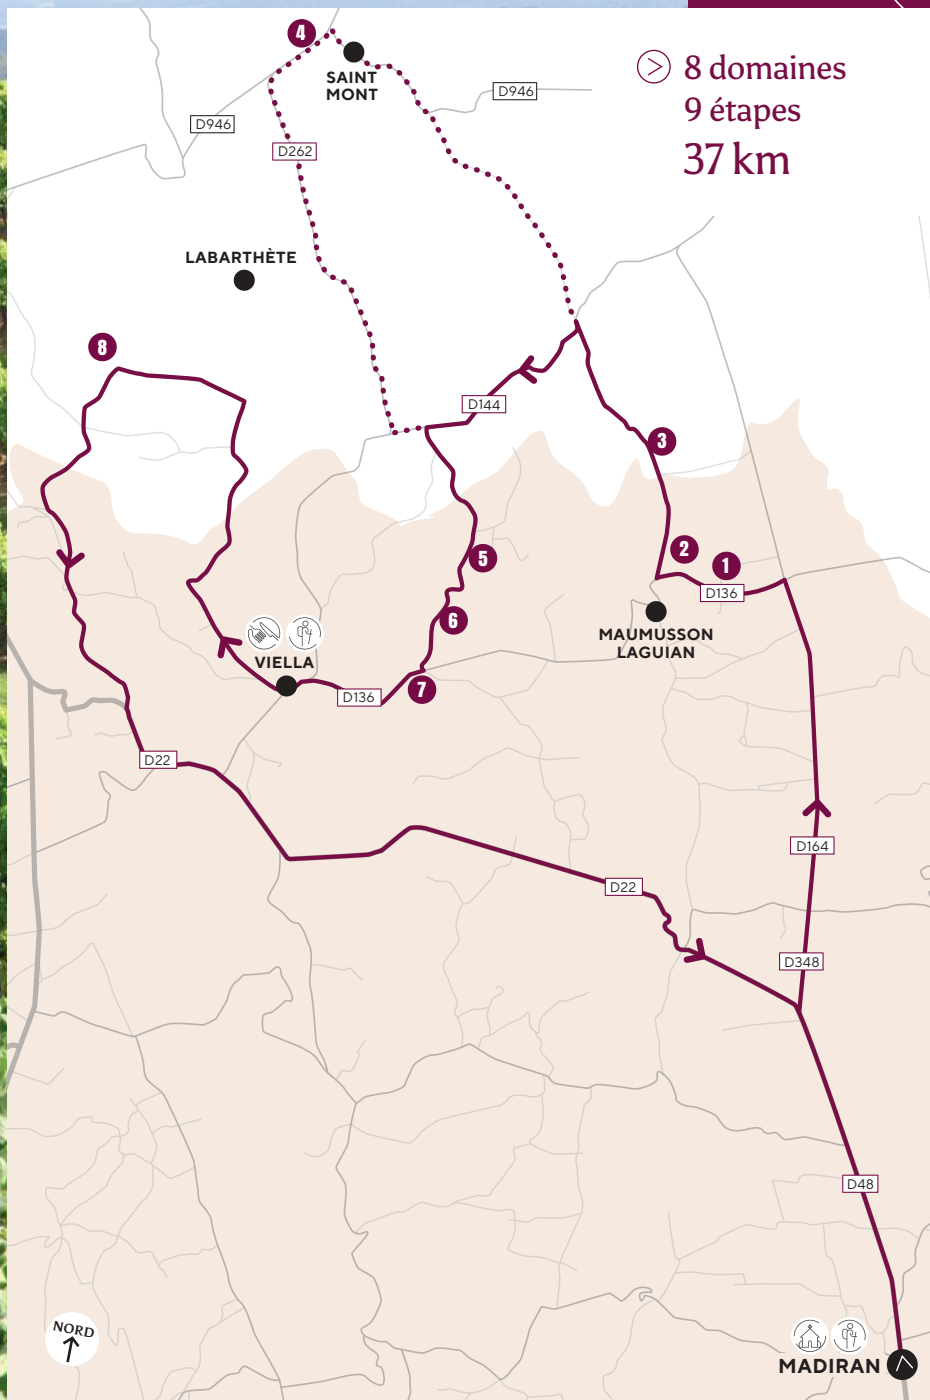 8 domaines
9 étapes
37 km
4
SAINT
MONT
D946
D946
D262
LABARTHÈTE
8
D144
3
2
1
D136
5
MAUMUSSON
LAGUIAN
6
VIELLA
D136
7
D22
D164
D22
D348
D48
NORD
MADIRAN